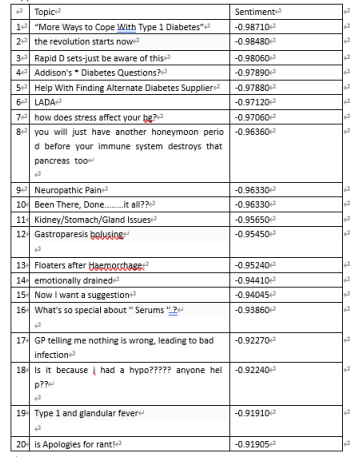 Topic Sentiment
1 “More Ways to Cope With Type 1 Diabetes” -0.98710
2 the revolution starts now -0.98480
3 Rapid D sets-just be aware of this -0.98060
4 Addison's * Diabetes Questions? -0.97890
5 Help With Finding Alternate Diabetes Supplier -0.97880
6 LADA -0.97120
7 how does stress affect your bg? -0.97060
8 you will just have another honeymoon perio -0.96360
d before your immune system destroys that
pancreas too
9 Neuropathic Pain -0.96330
10 Been There, Done........it all?? -0.96330
11 Kidney/Stomach/Gland Issues -0.95650
12 Gastroparesis bolusing -0.95450
13 Floaters after Haemorrhage -0.95240
14 emotionally drained -0.94410
15 Now I want a suggestion -0.94045
16 What's so special about " Serums " ? -0.93860
17 GP telling me nothing is wrong, leading to bad -0.92270
infection
18 Is it because i had a hypo????? anyone hel -0.92240
p??
19 Type 1 and glandular fever -0.91910
20 is Apologies for rant! -0.91905